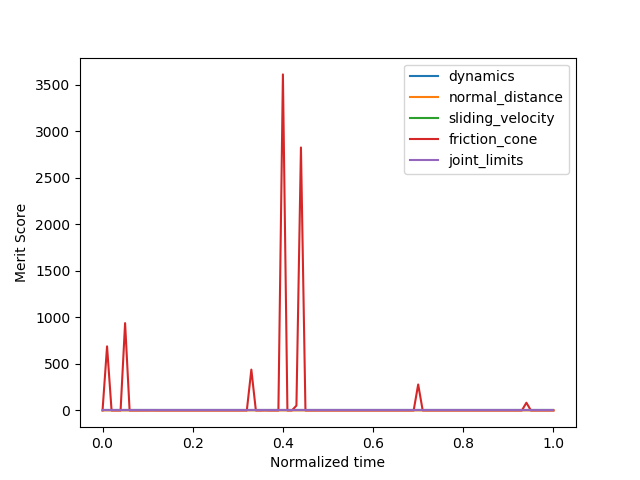 dynamics
normal_distance
sliding_velocity
friction_cone
joint_limits
Merit Score
3500
3000
2500
2000
1500
1000
500
0
0.0 0.2 0.4 0.6 0.8 1.0
Normalized time